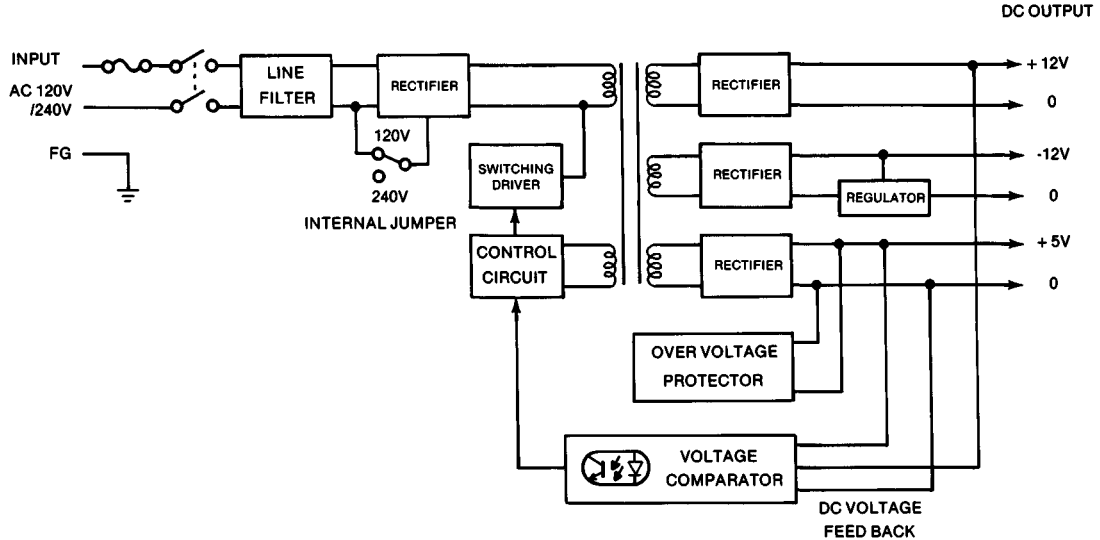 DC OUTPUT
INPUT
AC 120V
/240V
FG
LINE
FILTER
RECTIFIER
120V
240V
INTERNAL JUMPER
SWITCHING
DRIVER
CONTROL
CIRCUIT
RECTIFIER
+ 12V
0
RECTIFIER
-12V
REGULATOR
0
RECTIFIER
+ 5V
0
OVER VOLTAGE
PROTECTOR
VOLTAGE
COMPARATOR
DC VOLTAGE
FEED BACK